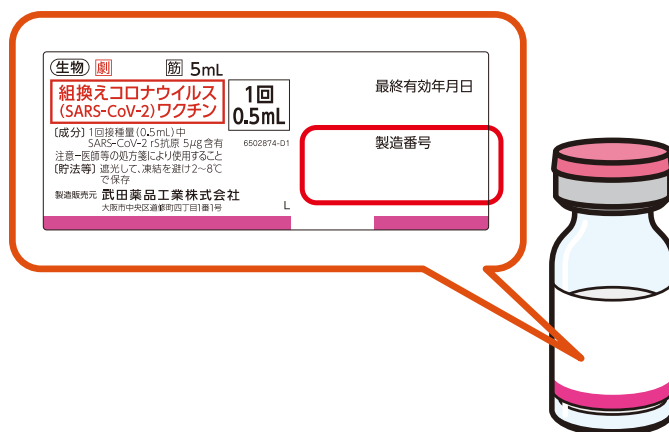 生物 劇 筋 5mL
組換えコロナウイルス
(SARS-CoV-2)ワクチン
1回
0.5mL
〔成分〕1回接種量(0.5mL)中
SARS-CoV-2 rS抗原 5μg含有
注意−医師等の処方箋により使用すること
〔貯法等〕遮光して、凍結を避け2~8℃
で保存
6502874-D1
製造販売元 武田薬品工業株式会社
大阪市中央区道修町四丁目1番1号
L
最終有効年月日
製造番号